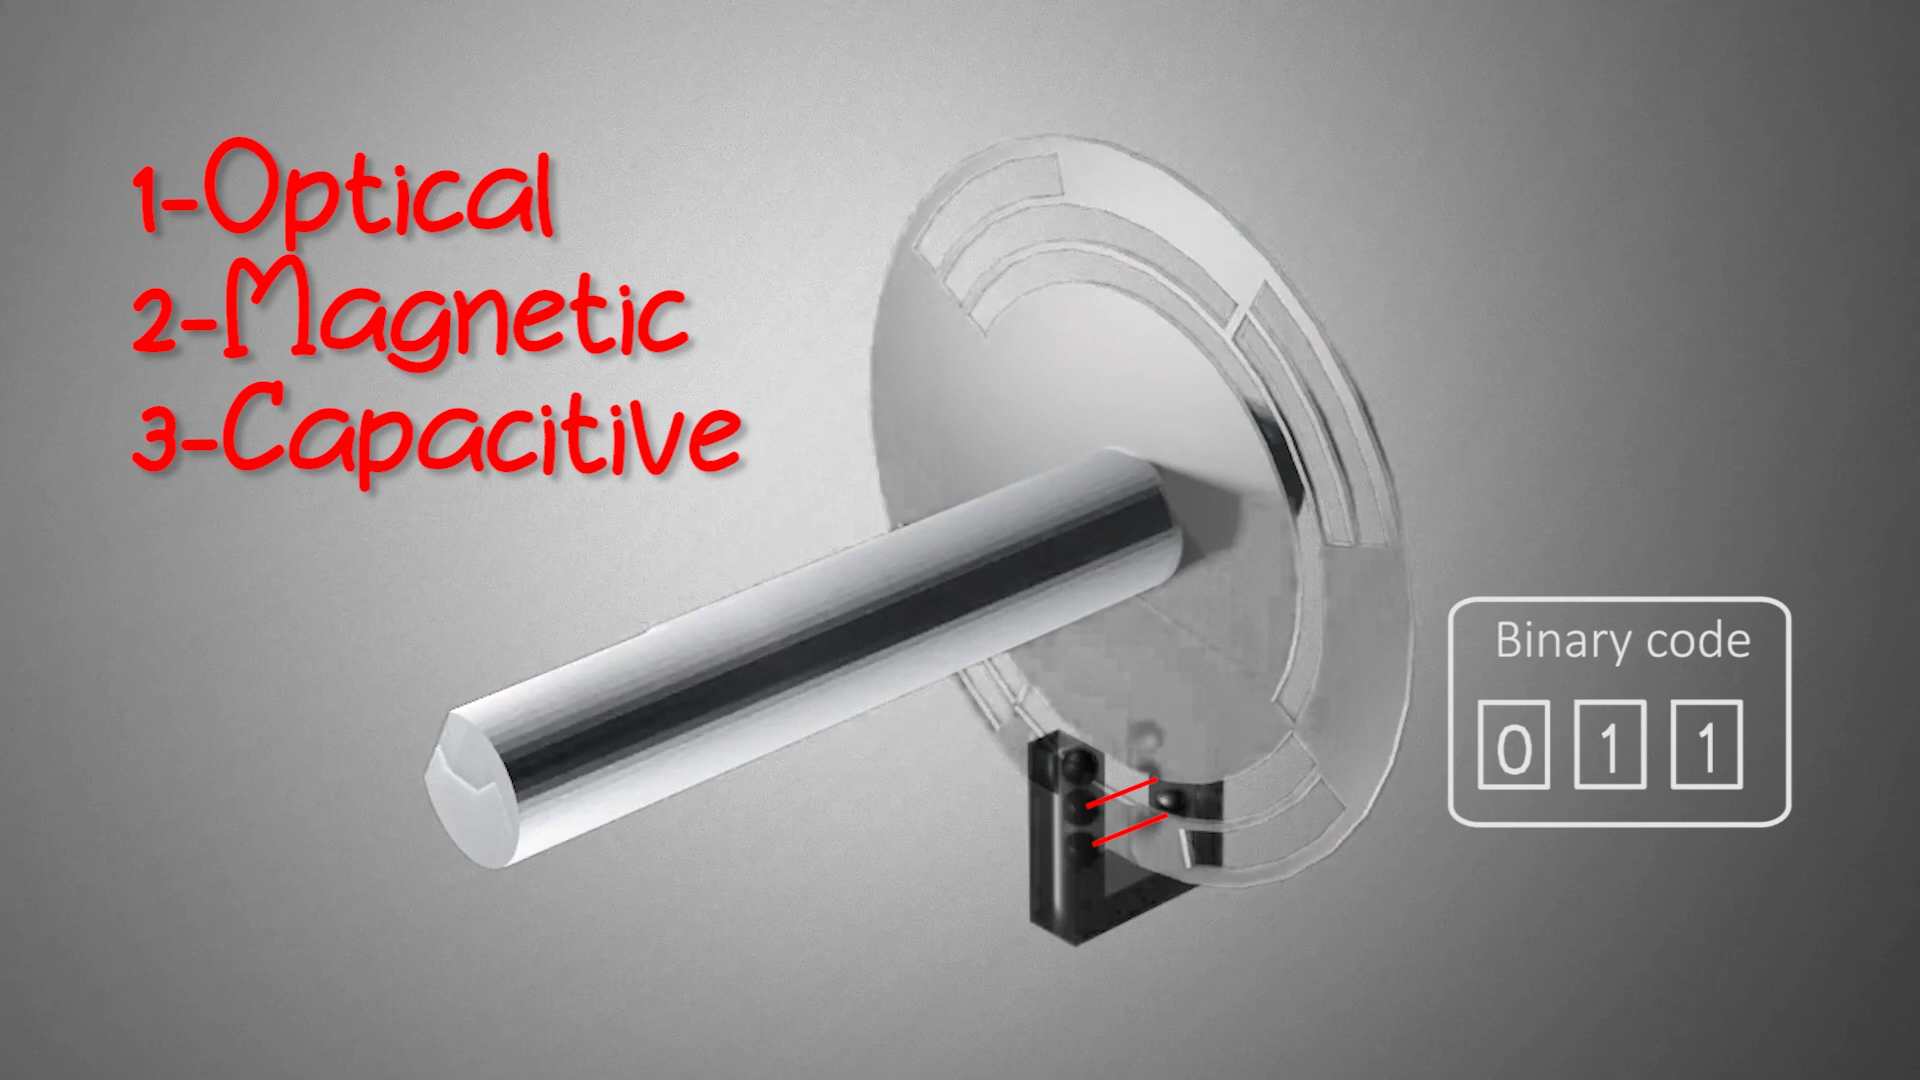 1-Optical
2-Magnetic
3-Capacitive
Binary code
0 1 1